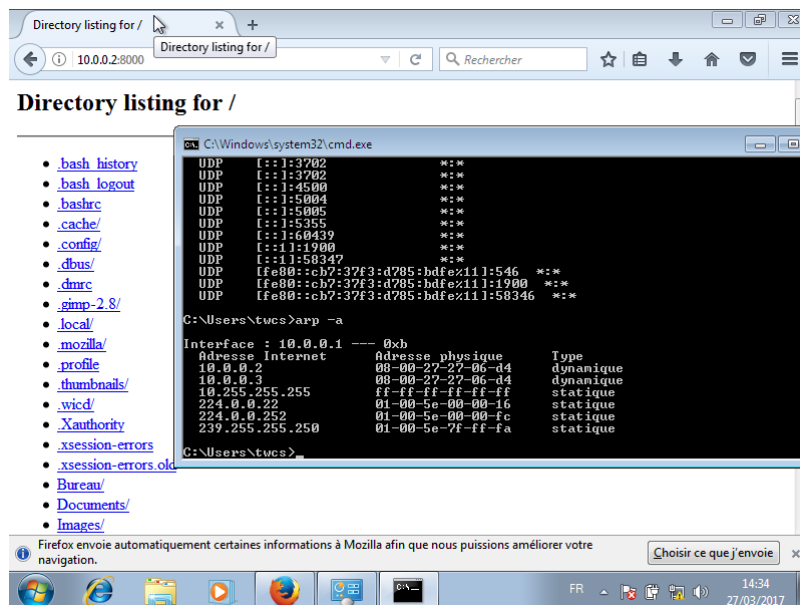 Directory listing for /
Directory listing for /
10.0.0.2:8000
Rechercher
Directory listing for /
.bash_history
.bash_logout
.bashrc
.cache/
.config/
.dbus/
.dmrc
.gimp-2.8/
.local/
.mozilla/
.profile
.thumbnails/
.wicd/
.Xauthority
.xsession-errors
.xsession-errors.old
Bureau/
Documents/
Images/
C:\Windows\system32\cmd.exe
UDP [::]:3702 *:*
UDP [::]:3702 *:*
UDP [::]:4500 *:*
UDP [::]:5004 *:*
UDP [::]:5005 *:*
UDP [::]:5355 *:*
UDP [::]:60439 *:*
UDP [::1]:1900 *:*
UDP [::1]:58347 *:*
UDP [fe80::cb7:37f3:d785:bdfe%11]:546 *:*
UDP [fe80::cb7:37f3:d785:bdfe%11]:1900 *:*
UDP [fe80::cb7:37f3:d785:bdfe%11]:58346 *:*
C:\Users\twcs>arp -a
Interface : 10.0.0.1 --- 0xb
Adresse Internet Adresse physique Type
10.0.0.2 08-00-27-27-06-d4 dynamique
10.0.0.3 08-00-27-27-06-d4 dynamique
10.255.255.255 ff-ff-ff-ff-ff-ff statique
224.0.0.22 01-00-5e-00-00-16 statique
224.0.0.252 01-00-5e-00-00-fc statique
239.255.255.250 01-00-5e-7f-ff-fa statique
C:\Users\twcs>_
Firefox envoie automatiquement certaines informations à Mozilla afin que nous puissions améliorer votre
navigation.
Choisir ce que j'envoie
FR
14:34
27/03/2017